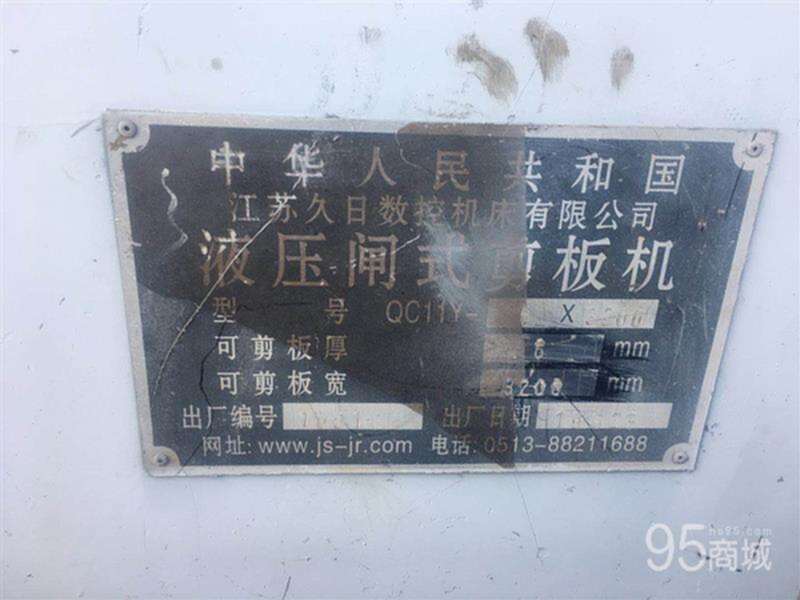 中华人民共和国
江苏久日数控机床有限公司
液压闸式剪板机
型号 QC11Y- X
可剪板厚 mm
可剪板宽 3200 mm
出厂编号 出厂日期
网址: www.js-jr.com 电话: 0513-88211688
hs95.com
95商城